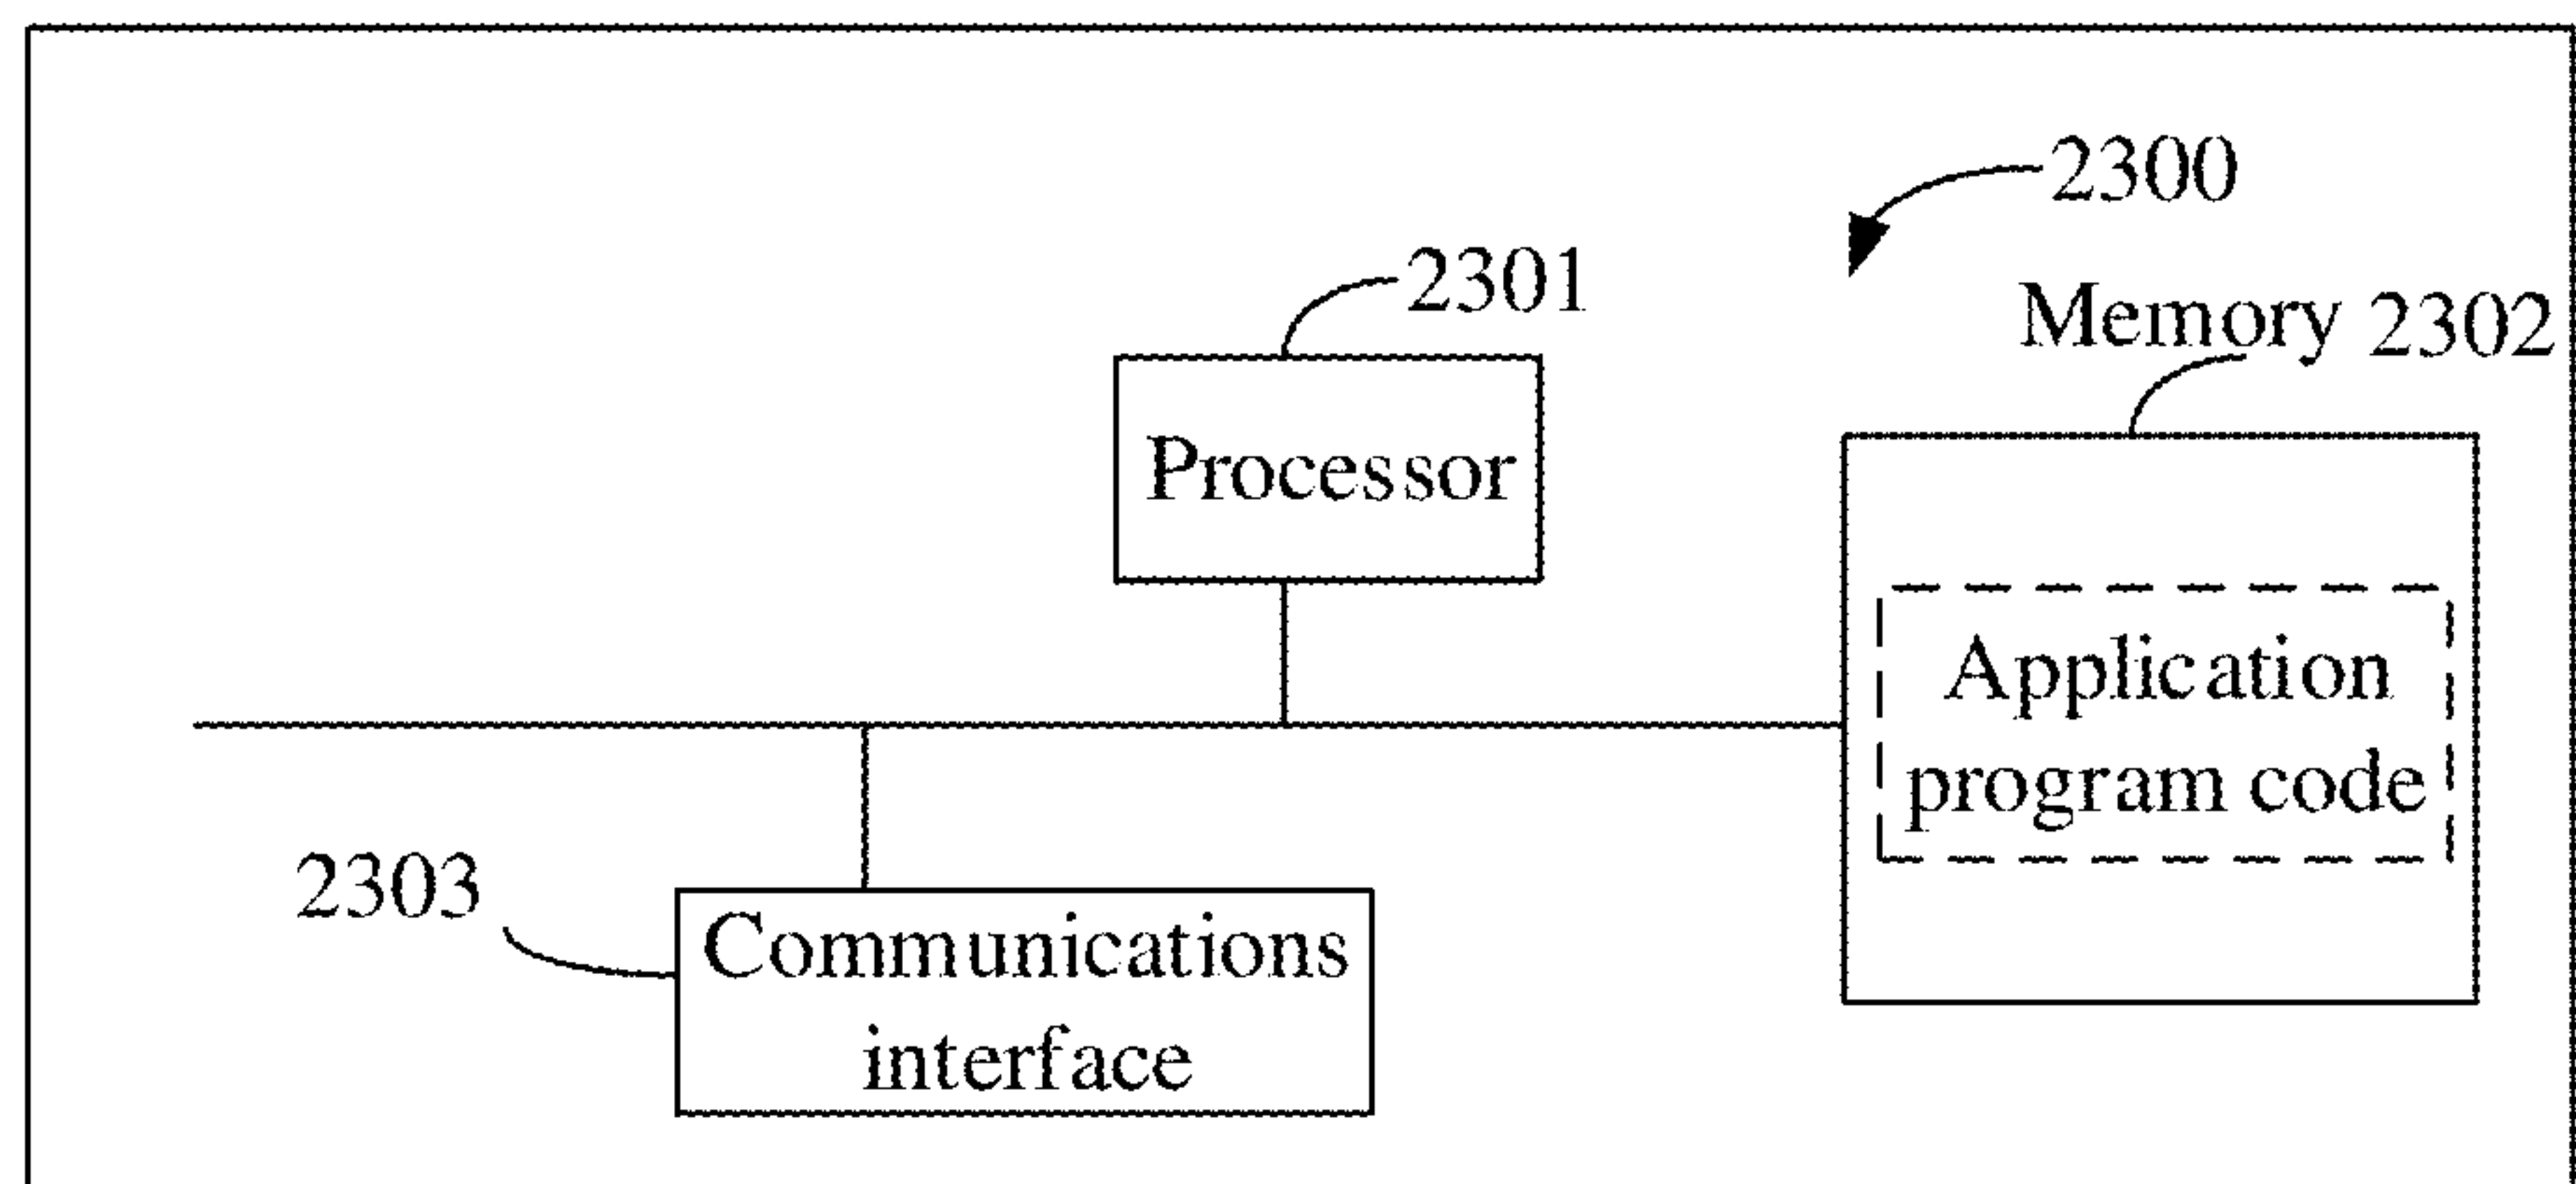 2300
2301
Memory 2302
Processor
Application
program code
2303
Communications
interface